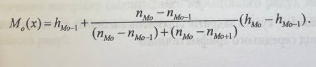 M_o(x) = h_{Mo-1} + \frac{n_{Mo} - n_{Mo-1}}{(n_{Mo} - n_{Mo-1}) + (n_{Mo} - n_{Mo+1})}(h_{Mo} - h_{Mo-1}).